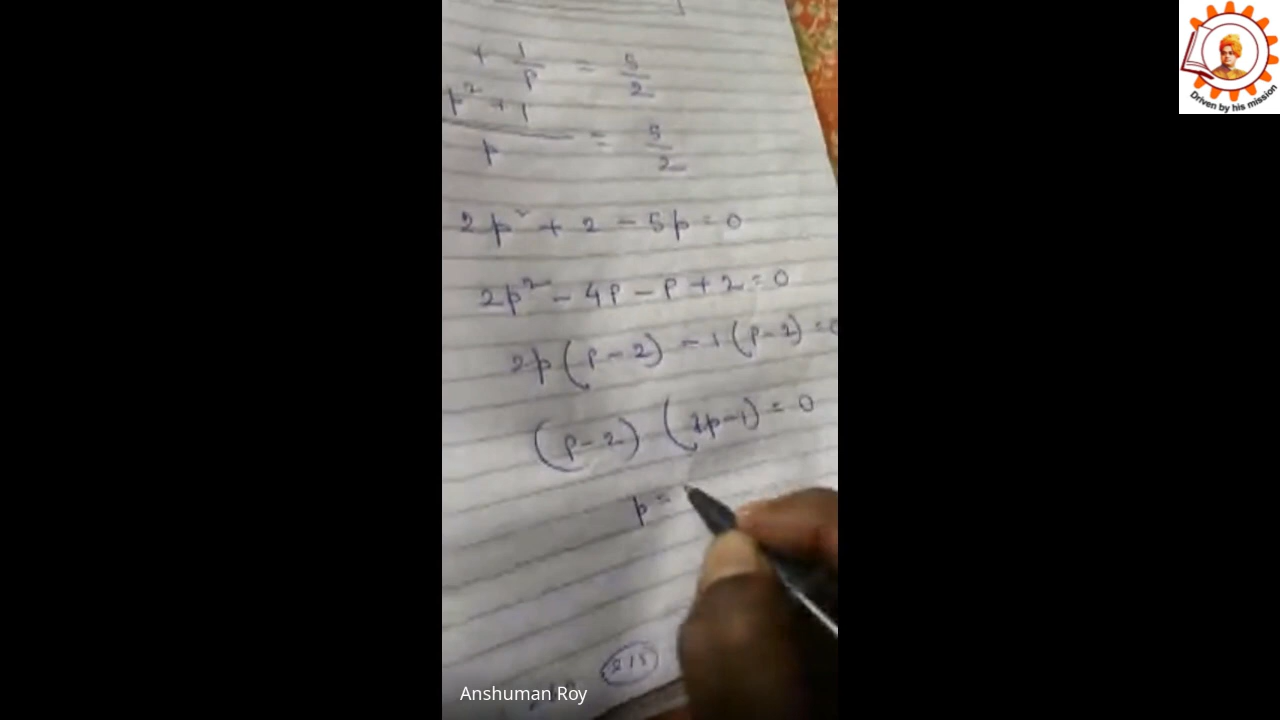 + 1/p = 5/2
p² + 1 / p = 5/2
2p² + 2 - 5p = 0
2p² - 4p - p + 2 = 0
2p(p - 2) - 1(p - 2) = 0
(p - 2) (2p - 1) = 0
p =
215
Anshuman Roy
Driven by his mission